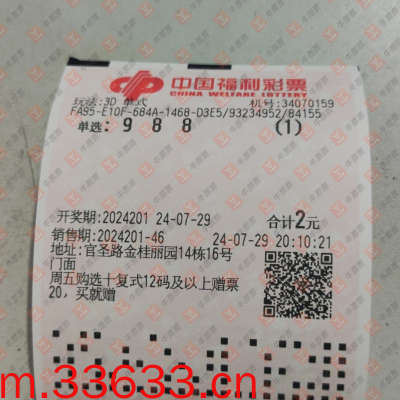 中国福利彩票
CHINA WELFARE LOTTERY
玩法:3D 单式 机号:34070159
FA95-E10F-684A-1468-D3E5/93234952/84155
单选: 9 8 8 (1)
开奖期:2024201 24-07-29 合计2元
销售期:2024201-46 24-07-29 20:10:21
地址:官圣路金桂丽园14栋16号
门面
周五购选十复式12码及以上赠票
20,买就赠
m.33633.cn